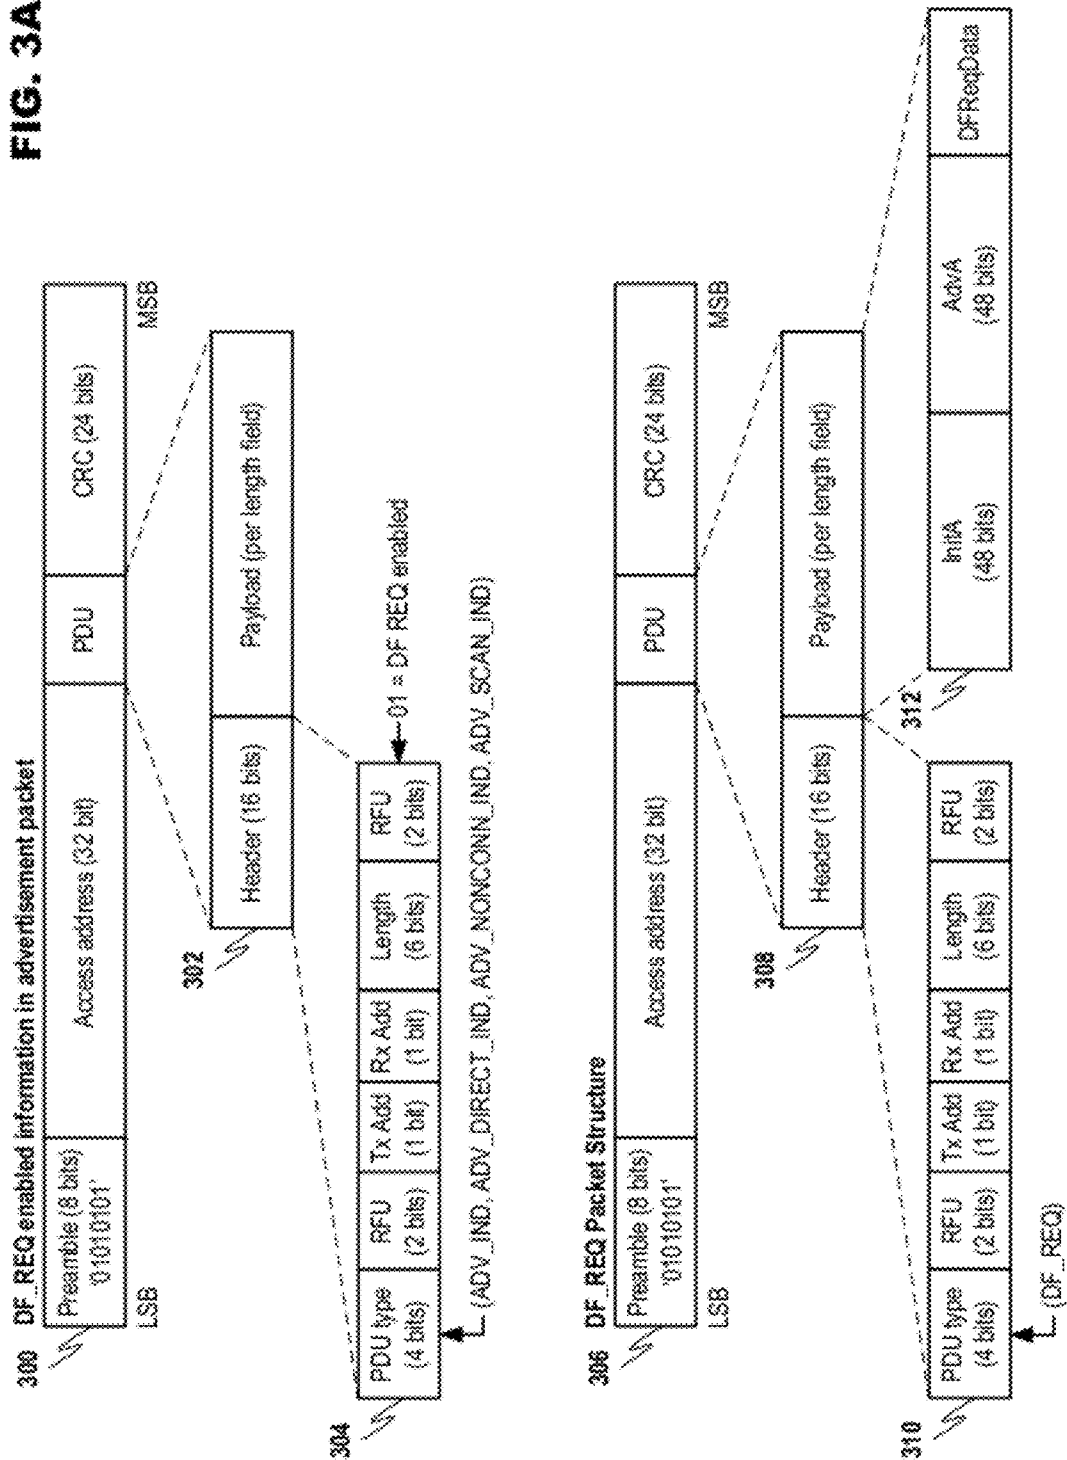 FIG. 3A
DF_REQ enabled information in advertisement packet
300
Preamble (8 bits)
'01010101'
Access address (32 bit)
PDU
CRC (24 bits)
LSB
MSB
302
Header (16 bits)
Payload (per length field)
304
PDU type
(4 bits)
RFU
(2 bits)
Tx Add
(1 bit)
Rx Add
(1 bit)
Length
(6 bits)
RFU
(2 bits)
01 = DF REQ enabled
(ADV_IND, ADV_DIRECT_IND, ADV_NONCONN_IND, ADV_SCAN_IND)
306
DF_REQ Packet Structure
Preamble (8 bits)
'01010101'
Access address (32 bit)
PDU
CRC (24 bits)
LSB
MSB
308
Header (16 bits)
Payload (per length field)
310
PDU type
(4 bits)
RFU
(2 bits)
Tx Add
(1 bit)
Rx Add
(1 bit)
Length
(6 bits)
RFU
(2 bits)
(DF_REQ)
312
InitA
(48 bits)
AdvA
(48 bits)
DFReqData